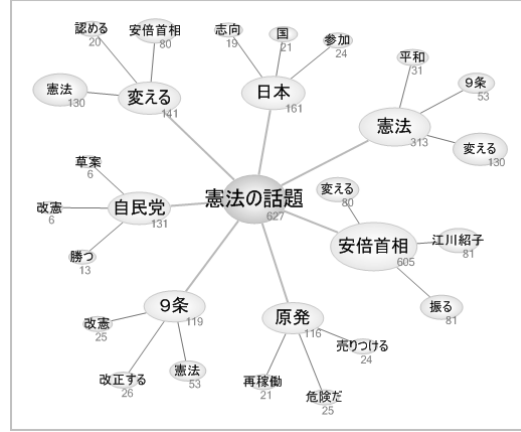 認める
20
安倍首相
80
憲法
130
変える
141
志向
19
国
21
参加
24
日本
161
平和
31
9条
53
憲法
313
変える
130
草案
6
改憲
6
自民党
131
勝つ
13
憲法の話題
627
変える
80
安倍首相
605
江川紹子
81
振る
81
9条
119
改憲
25
改正する
26
憲法
53
原発
116
売りつける
24
再稼働
21
危険だ
25